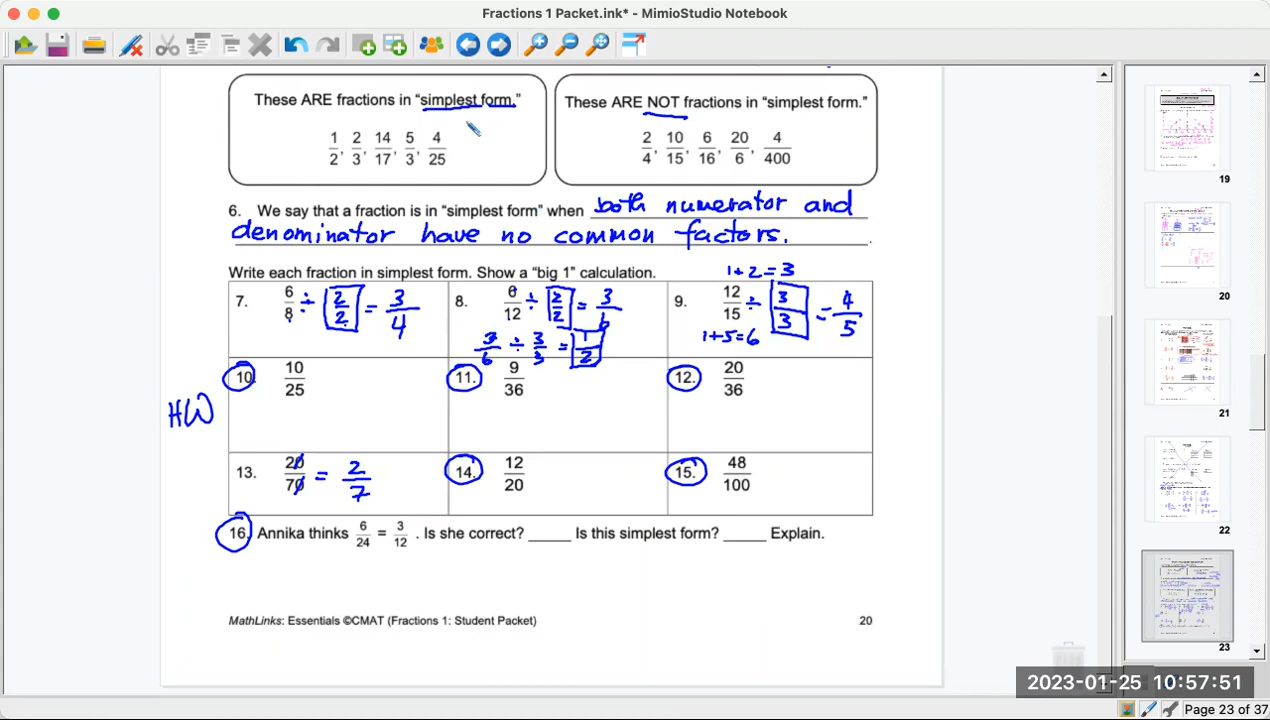 Fractions 1 Packet.ink* - MimioStudio Notebook
These ARE fractions in “simplest form.”
1/2, 2/3, 14/17, 5/3, 4/25
These ARE NOT fractions in “simplest form.”
2/4, 10/15, 6/16, 20/6, 4/400
6. We say that a fraction is in “simplest form” when both numerator and
denominator have no common factors.
Write each fraction in simplest form. Show a “big 1” calculation.
7. 6/8 ÷ 2/2 = 3/4
8. 6/12 ÷ 2/2 = 3/6
3/6 ÷ 3/3 = 1/2
1+2=3
9. 12/15 ÷ 3/3 = 4/5
1+5=6
HW
10. 10/25
11. 9/36
12. 20/36
13. 20/70 = 2/7
14. 12/20
15. 48/100
16. Annika thinks 6/24 = 3/12 . Is she correct? _____ Is this simplest form? _____ Explain.
MathLinks: Essentials ©CMAT (Fractions 1: Student Packet)
20
19
20
21
22
23
2023-01-25 10:57:51
Page 23 of 37